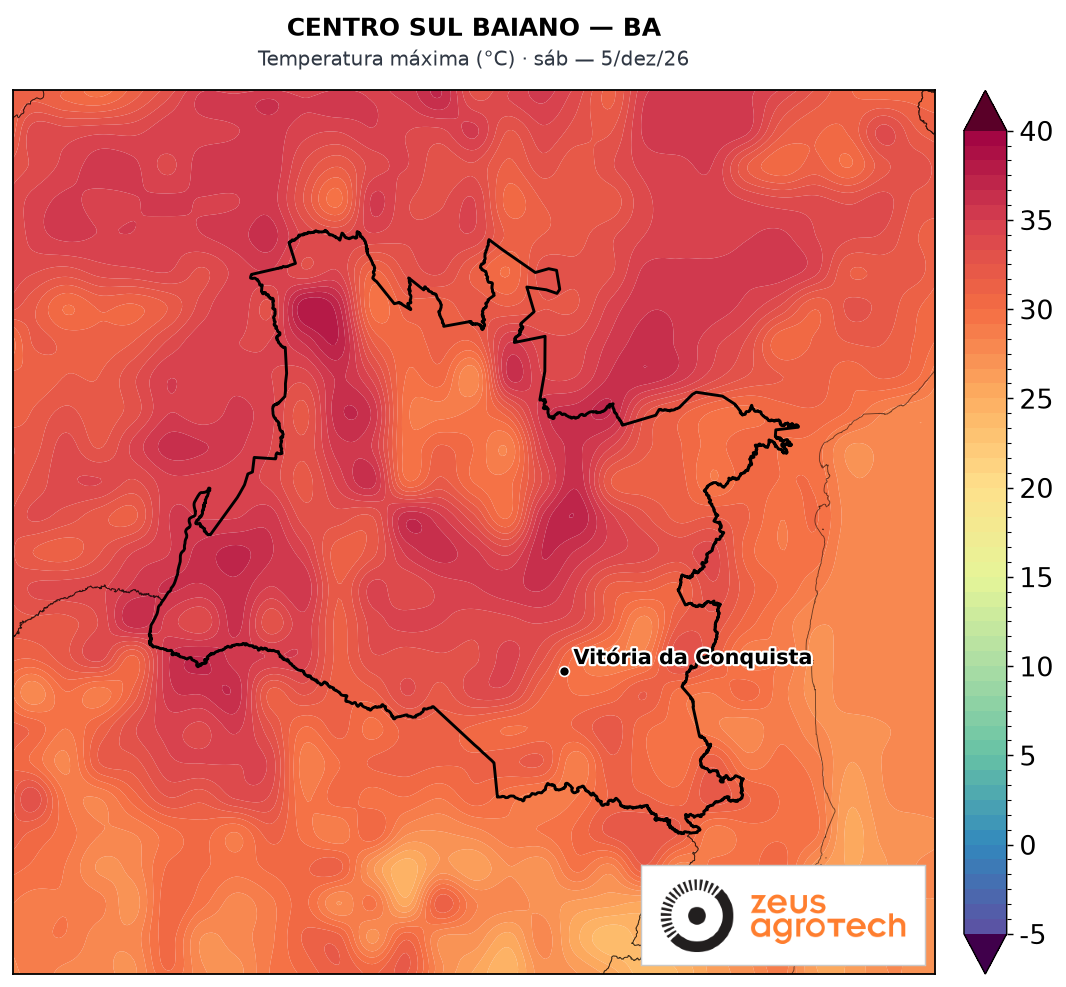 CENTRO SUL BAIANO — BA
Temperatura máxima (°C) · sáb — 5/dez/26
40
35
30
25
20
15
10
5
0
-5
Vitória da Conquista
zeus
agrotech